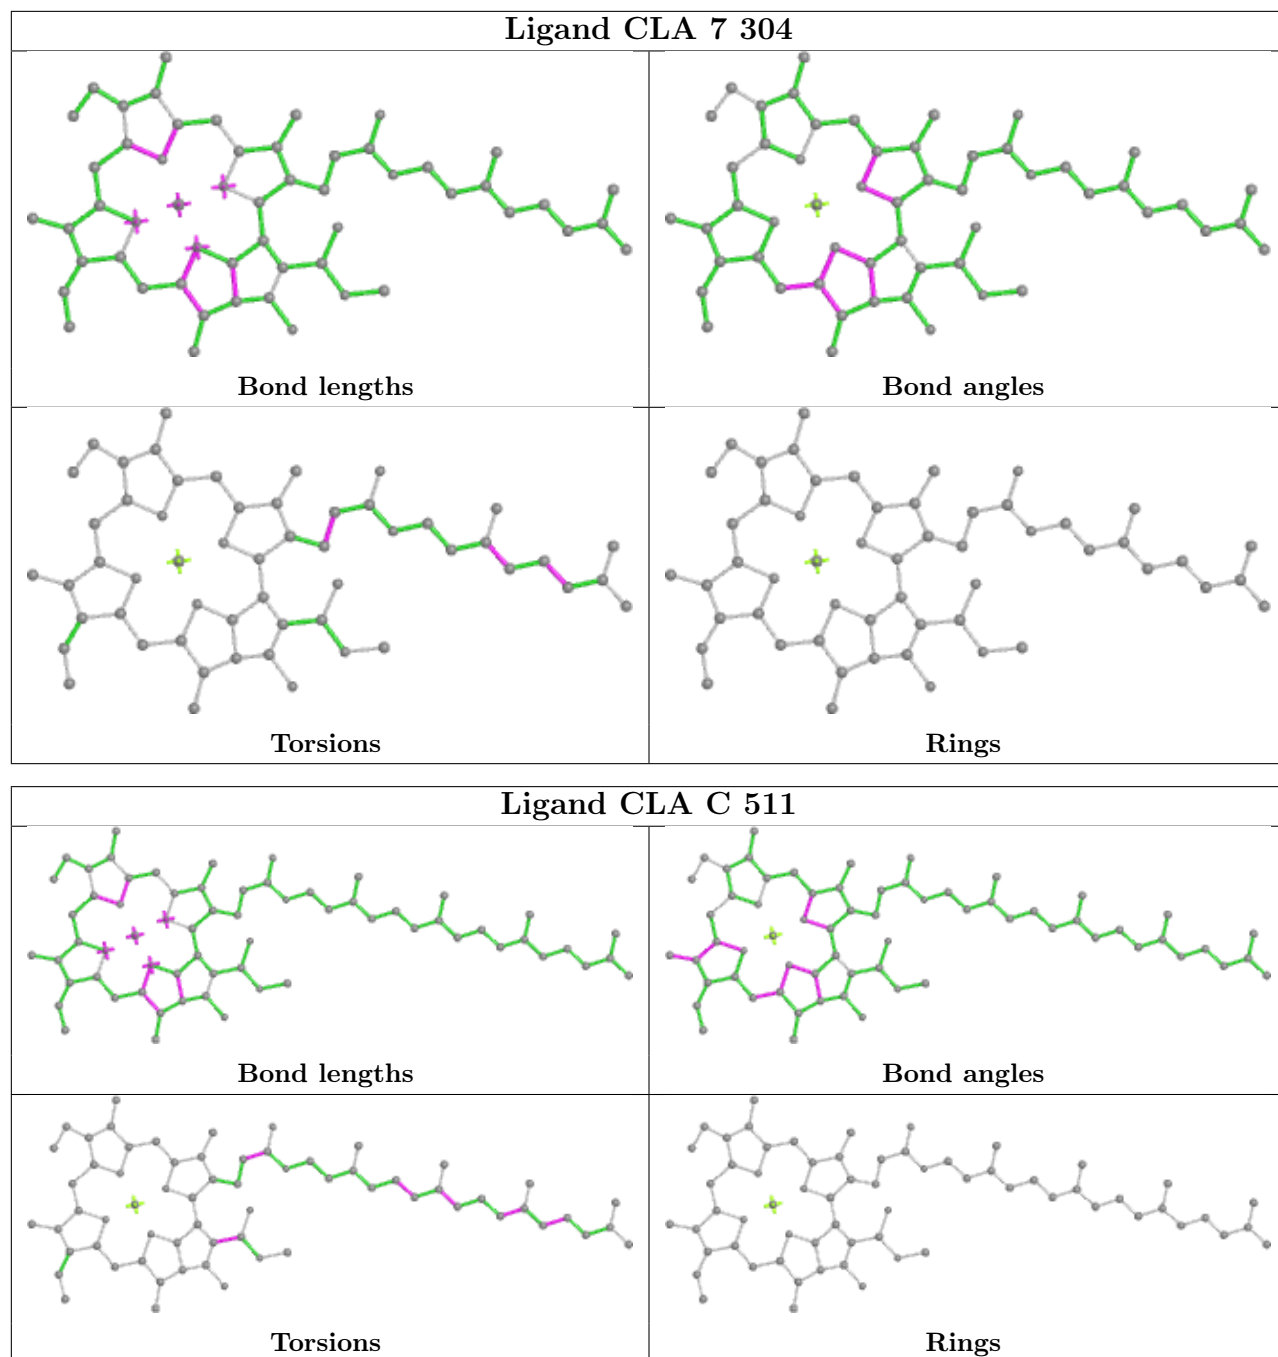 Ligand CLA 7 304
Bond lengths
Bond angles
Torsions
Rings
Ligand CLA C 511
Bond lengths
Bond angles
Torsions
Rings